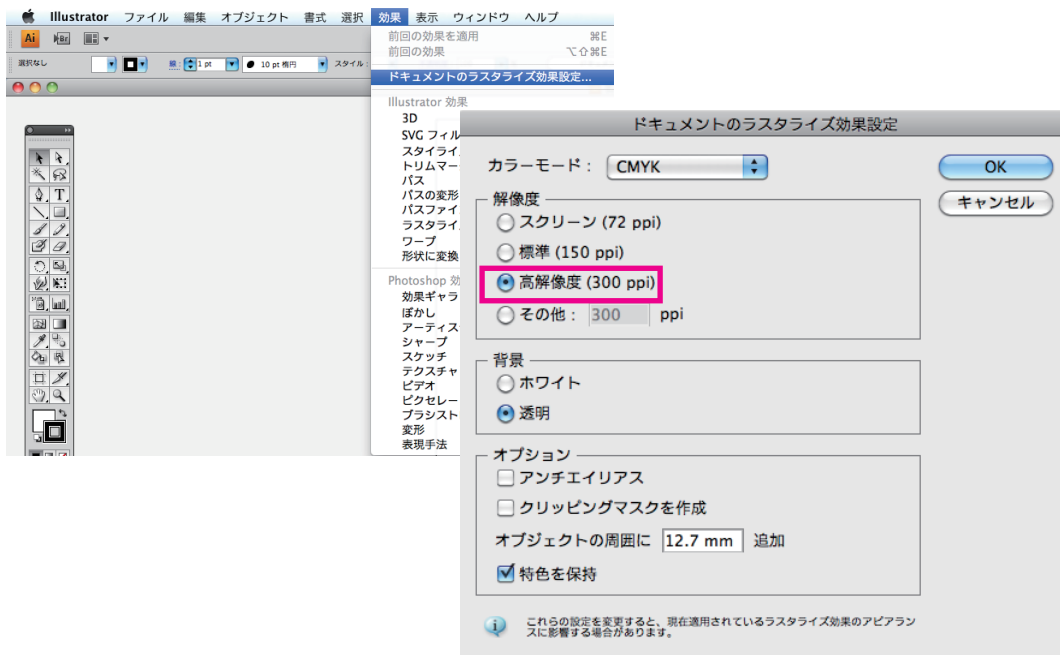 Illustrator ファイル 編集 オブジェクト 書式 選択 効果 表示 ウィンドウ ヘルプ
Ai Br
選択なし 線: 1 pt 10 pt 楕円 スタイル:
前回の効果を適用 ⌘E
前回の効果 ⌥⇧⌘E
ドキュメントのラスタライズ効果設定...
Illustrator 効果
3D
SVG フィル
スタイライ
トリムマー
パス
パスの変形
パスファイ
ラスタライ
ワープ
形状に変換
Photoshop 効
効果ギャラ
ぼかし
アーティス
シャープ
スケッチ
テクスチャ
ビデオ
ピクセレー
ブラシスト
変形
表現手法
ドキュメントのラスタライズ効果設定
カラーモード: CMYK
OK
キャンセル
解像度
スクリーン (72 ppi)
標準 (150 ppi)
高解像度 (300 ppi)
その他: 300 ppi
背景
ホワイト
透明
オプション
アンチエイリアス
クリッピングマスクを作成
オブジェクトの周囲に 12.7 mm 追加
特色を保持
これらの設定を変更すると、現在適用されているラスタライズ効果のアピアラン
スに影響する場合があります。